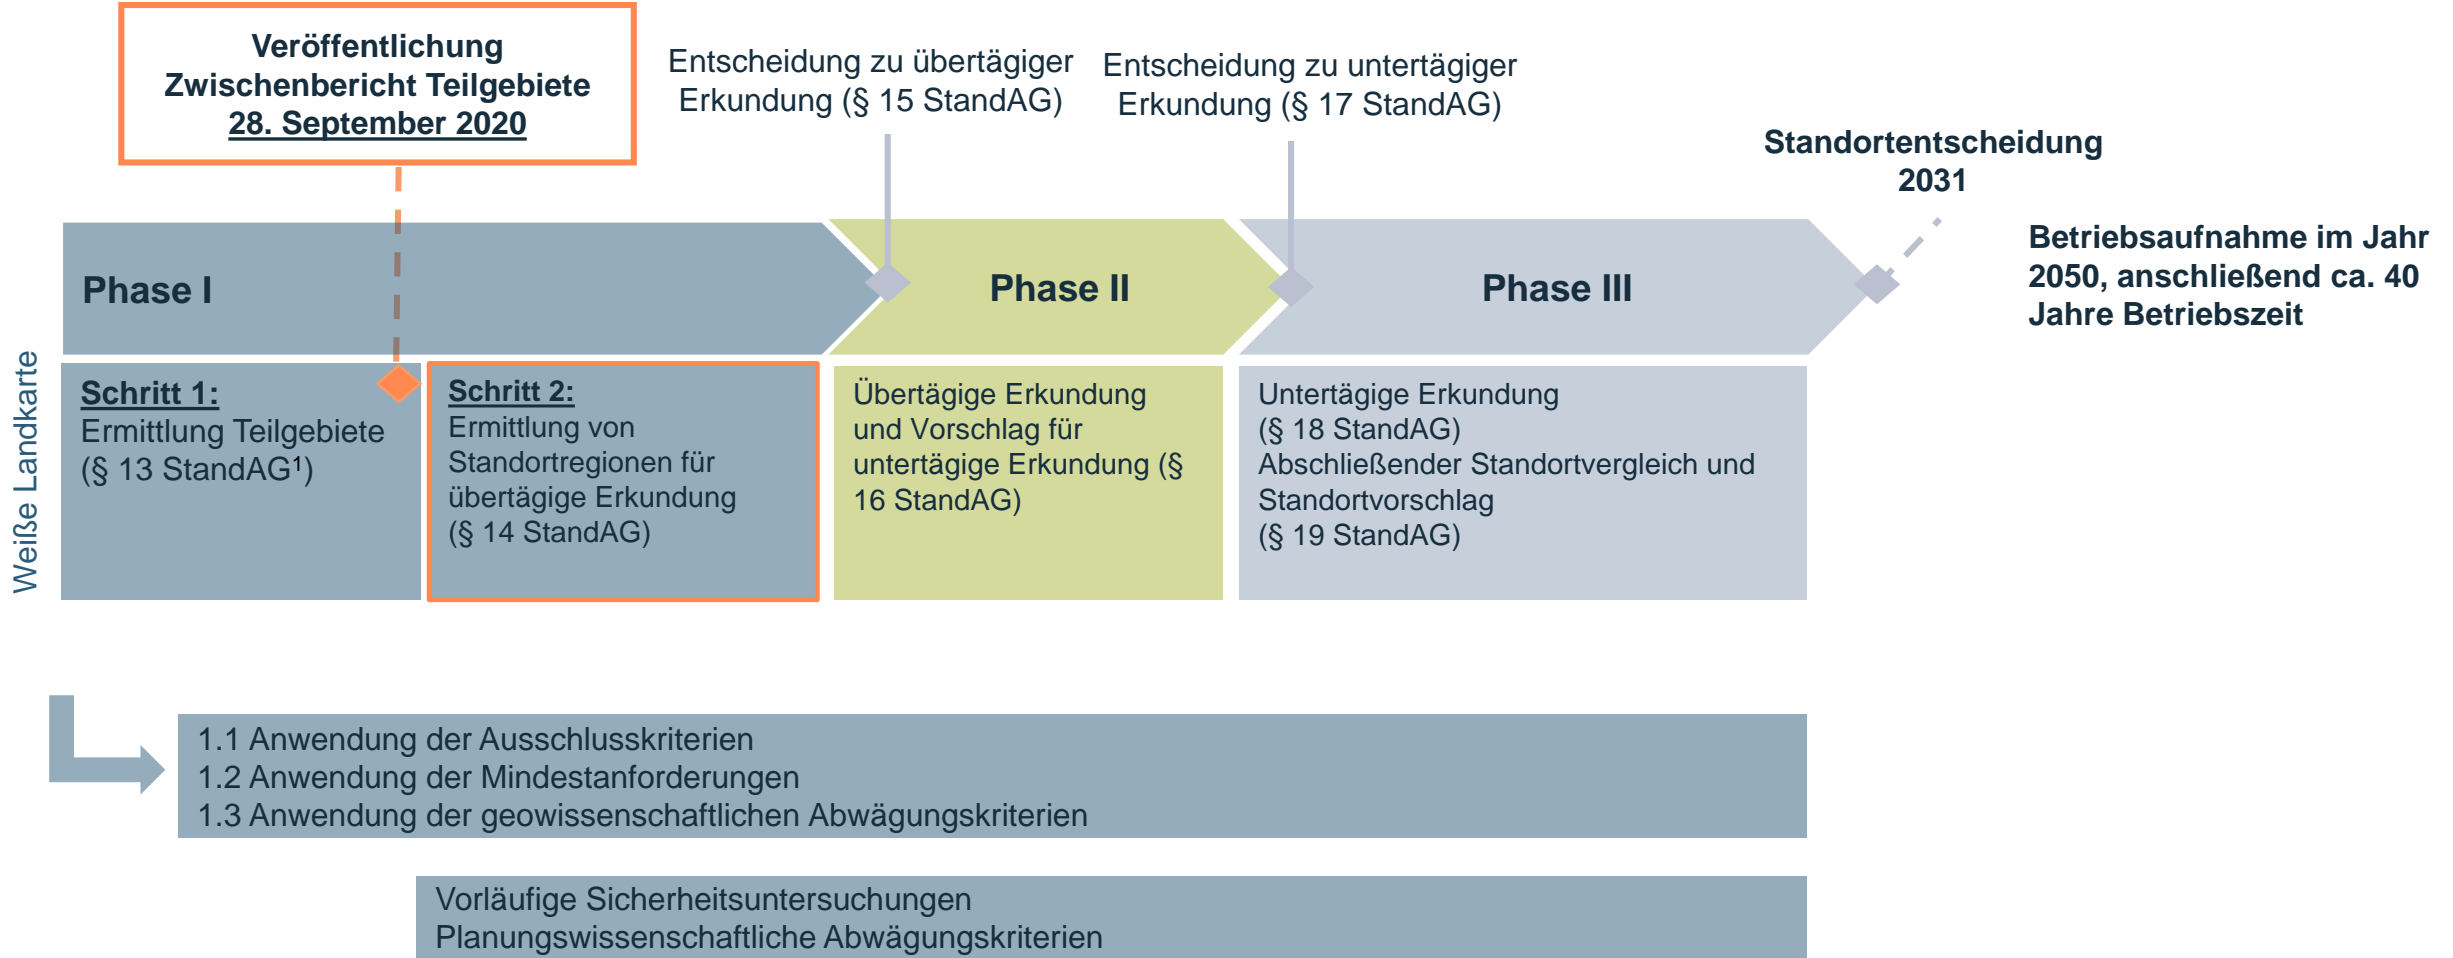 Veröffentlichung
Zwischenbericht Teilgebiete
28. September 2020
Entscheidung zu übertägiger
Erkundung (§ 15 StandAG)
Entscheidung zu untertägiger
Erkundung (§ 17 StandAG)
Standortentscheidung
2031
Betriebsaufnahme im Jahr
2050, anschließend ca. 40
Jahre Betriebszeit
Phase I
Phase II
Phase III
Weiße Landkarte
Schritt 1:
Ermittlung Teilgebiete
(§ 13 StandAG¹)
Schritt 2:
Ermittlung von
Standortregionen für
übertägige Erkundung
(§ 14 StandAG)
Übertägige Erkundung
und Vorschlag für
untertägige Erkundung (§
16 StandAG)
Untertägige Erkundung
(§ 18 StandAG)
Abschließender Standortvergleich und
Standortvorschlag
(§ 19 StandAG)
1.1 Anwendung der Ausschlusskriterien
1.2 Anwendung der Mindestanforderungen
1.3 Anwendung der geowissenschaftlichen Abwägungskriterien
Vorläufige Sicherheitsuntersuchungen
Planungswissenschaftliche Abwägungskriterien